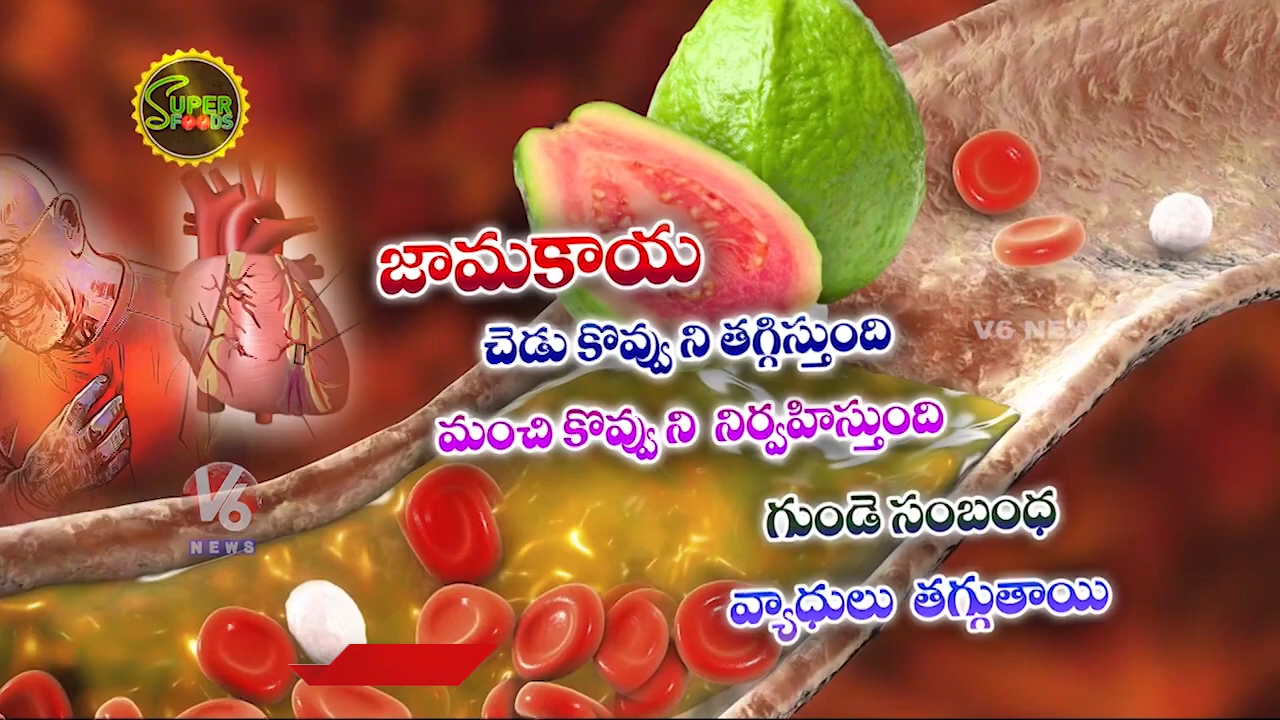 SUPER
FOODS
జామకాయ
చెడు కొవ్వు ని తగ్గిస్తుంది
V6 NEWS
మంచి కొవ్వు ని నిర్వహిస్తుంది
V6
NEWS
గుండె సంబంధ
వ్యాధులు తగ్గుతాయి